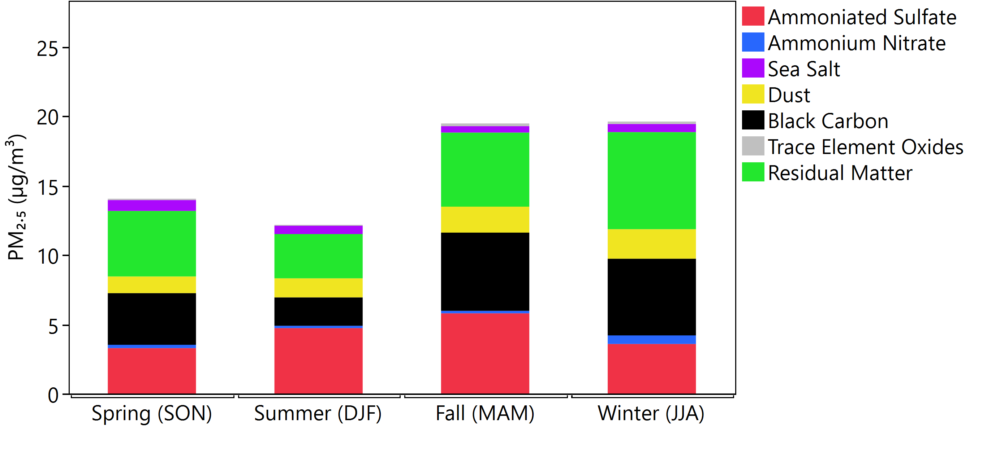 25
20
15
10
5
0
PM₂.₅ (µg/m³)
Spring (SON)
Summer (DJF)
Fall (MAM)
Winter (JJA)
Ammoniated Sulfate
Ammonium Nitrate
Sea Salt
Dust
Black Carbon
Trace Element Oxides
Residual Matter